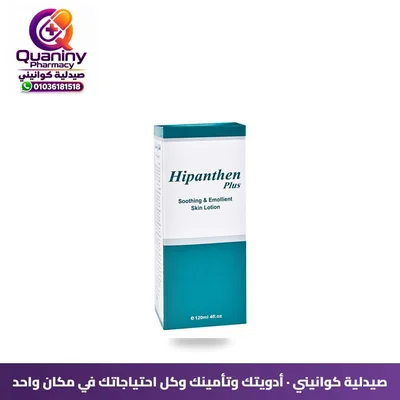 Quaniny
Pharmacy
صيدلية كوانيني
01036181518
Hipanthen
Plus
Soothing & Emollient
Skin Lotion
e 120ml 4fl.oz
صيدلية كوانيني - أدويتك وتأمينك وكل احتياجاتك في مكان واحد